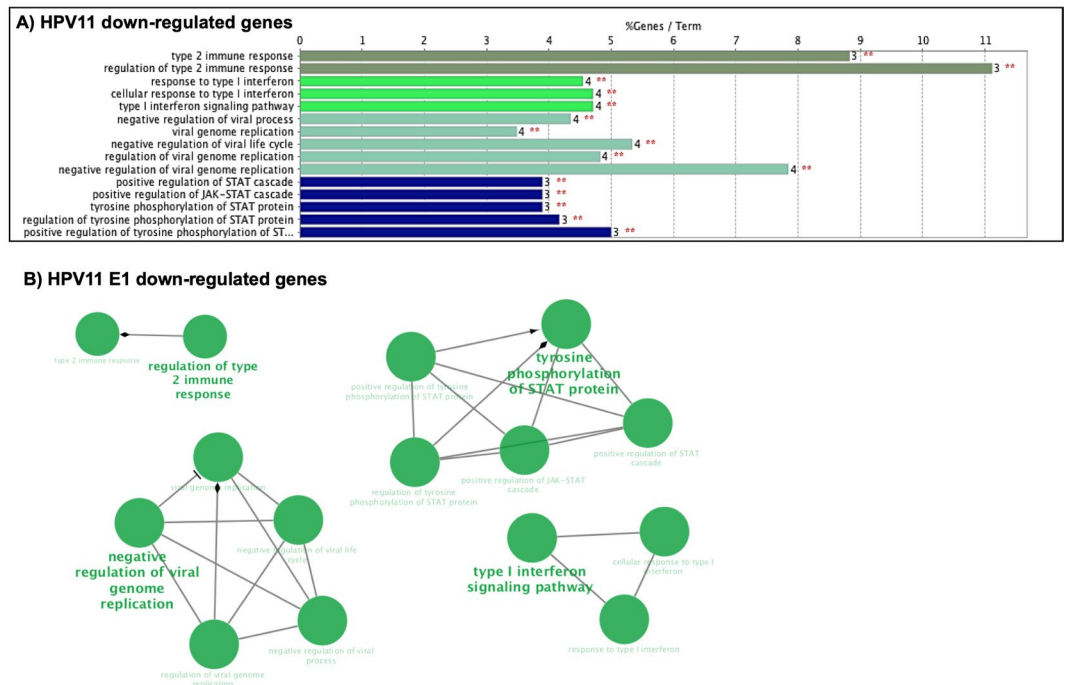 A) HPV11 down-regulated genes
%Genes / Term
0 1 2 3 4 5 6 7 8 9 10 11
type 2 immune response 3 **
regulation of type 2 immune response 3 **
response to type I interferon 4 **
cellular response to type I interferon 4 **
type I interferon signaling pathway 4 **
negative regulation of viral process 4 **
viral genome replication 4 **
negative regulation of viral life cycle 4 **
regulation of viral genome replication 4 **
negative regulation of viral genome replication 4 **
positive regulation of STAT cascade 3 **
positive regulation of JAK-STAT cascade 3 **
tyrosine phosphorylation of STAT protein 3 **
regulation of tyrosine phosphorylation of STAT protein 3 **
positive regulation of tyrosine phosphorylation of ST... 3 **
B) HPV11 E1 down-regulated genes
type 2 immune response
regulation of type
2 immune
response
tyrosine
phosphorylation
of STAT protein
positive regulation of tyrosine
phosphorylation of STAT protein
positive regulation of STAT
cascade
positive regulation of JAK-STAT
cascade
regulation of tyrosine
phosphorylation of STAT protein
viral genome replication
negative regulation of viral life
cycle
negative
regulation of viral
genome
replication
negative regulation of viral
process
regulation of viral genome
replication
type I interferon
signaling pathway
cellular response to type I
interferon
response to type I interferon